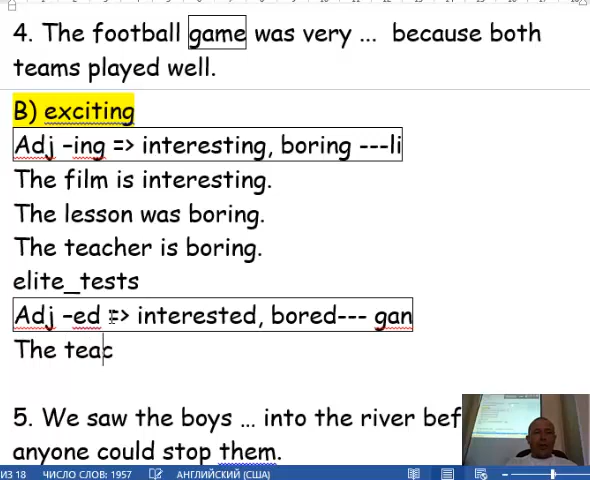 4. The football game was very ... because both
teams played well.
B) exciting
Adj –ing => interesting, boring ---li
The film is interesting.
The lesson was boring.
The teacher is boring.
elite_tests
Adj –ed => interested, bored--- gan
The teac
5. We saw the boys … into the river bef
anyone could stop them.
ИЗ 18 ЧИСЛО СЛОВ: 1957 АНГЛИЙСКИЙ (США)